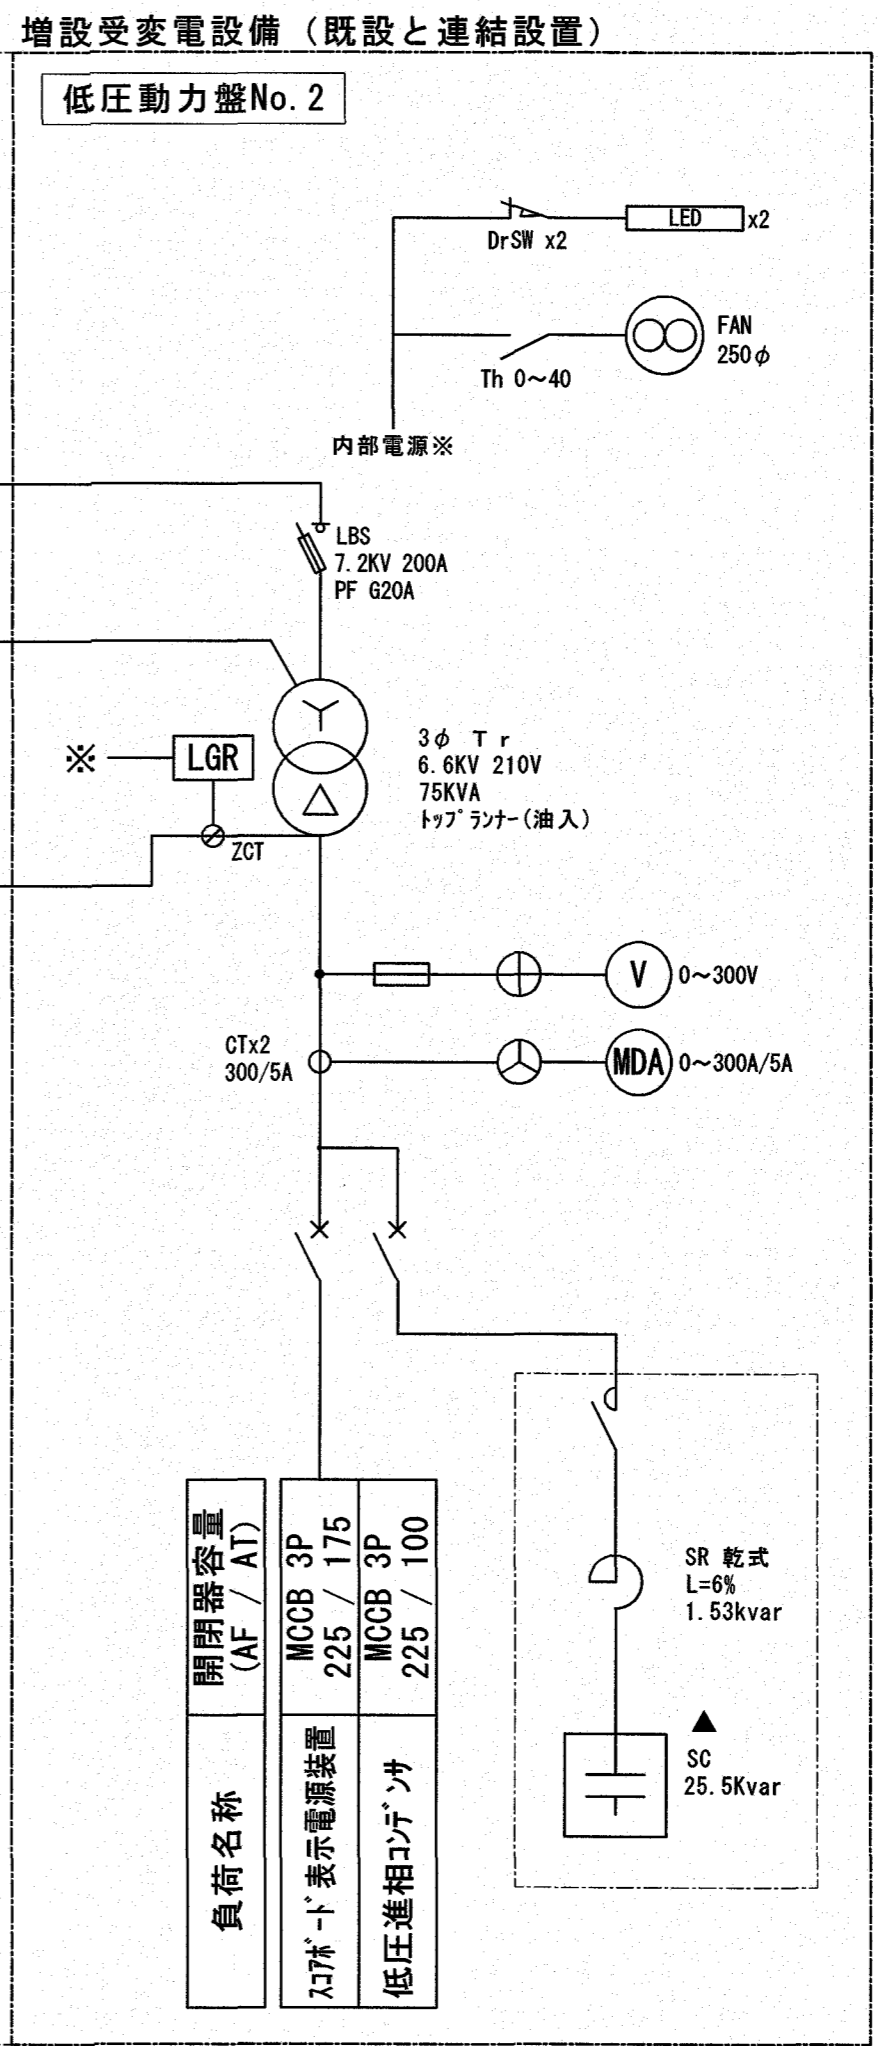 増設受変電設備（既設と連結設置）
低圧動力盤No.2
LED
x2
DrSW x2
FAN
250φ
Th 0～40
内部電源※
LBS
7.2KV 200A
PF G20A
※
LGR
ZCT
3φ Ｔｒ
6.6KV 210V
75KVA
ﾄｯﾌﾟﾗﾝﾅｰ(油入)
V
0～300V
CTx2
300/5A
MDA
0～300A/5A
開閉器容量
(AF / AT)
MCCB 3P
225 / 175
MCCB 3P
225 / 100
負荷名称
ｽｺｱﾎﾞｰﾄﾞ表示電源装置
低圧進相ｺﾝﾃﾞﾝｻ
SR 乾式
L=6%
1.53kvar
▲
SC
25.5Kvar